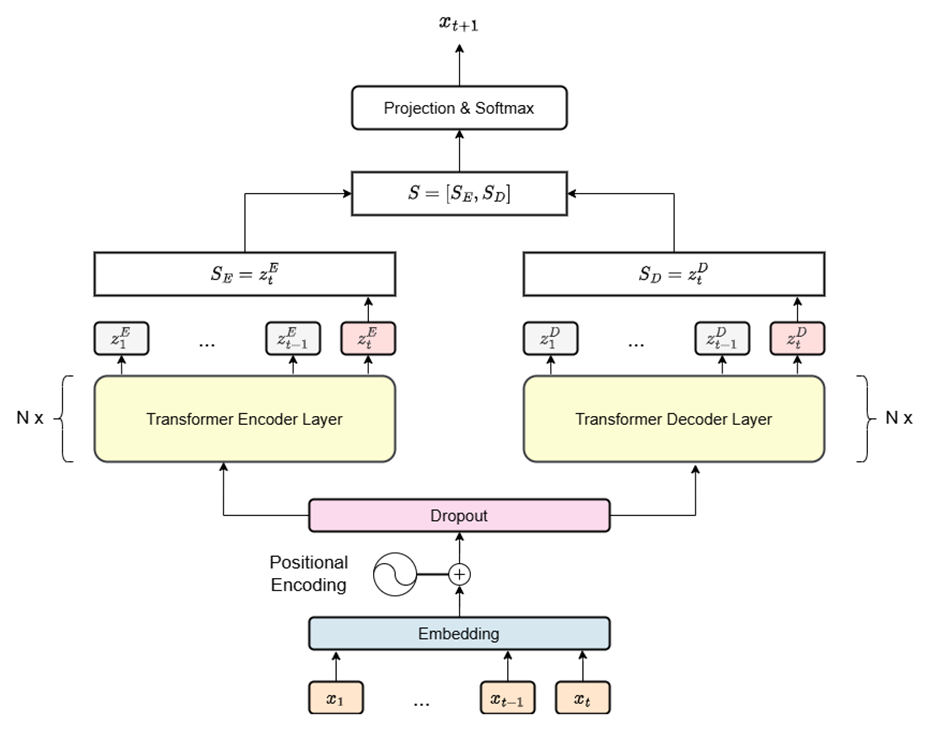 x_{t+1}
Projection & Softmax
S = [S_E, S_D]
S_E = z_t^E
S_D = z_t^D
z_1^E ... z_{t-1}^E z_t^E
z_1^D ... z_{t-1}^D z_t^D
N x
Transformer Encoder Layer
Transformer Decoder Layer
N x
Dropout
Positional
Encoding
+
Embedding
x_1 ... x_{t-1} x_t